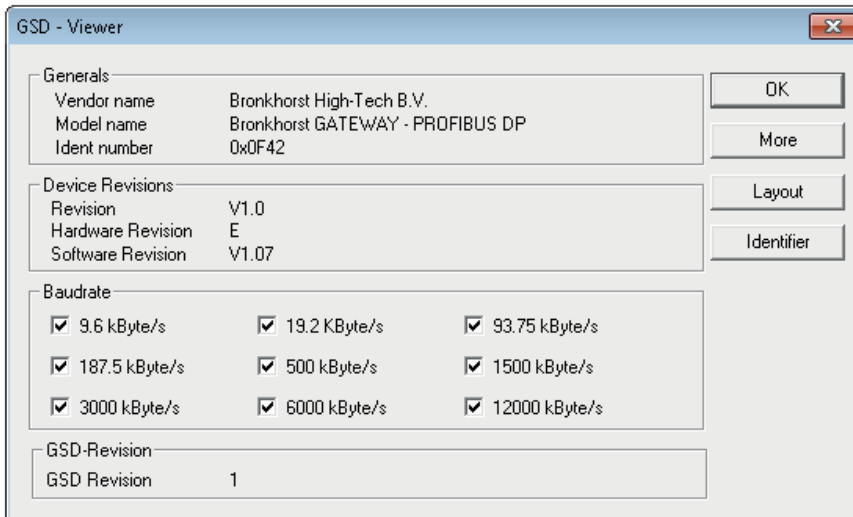 GSD - Viewer
Generals
Vendor name Bronkhorst High-Tech B.V.
Model name Bronkhorst GATEWAY - PROFIBUS DP
Ident number 0x0F42
OK
More
Device Revisions
Revision V1.0
Hardware Revision E
Software Revision V1.07
Layout
Identifier
Baudrate
9.6 kByte/s 19.2 KByte/s 93.75 kByte/s
187.5 kByte/s 500 kByte/s 1500 kByte/s
3000 kByte/s 6000 kByte/s 12000 kByte/s
GSD-Revision
GSD Revision 1